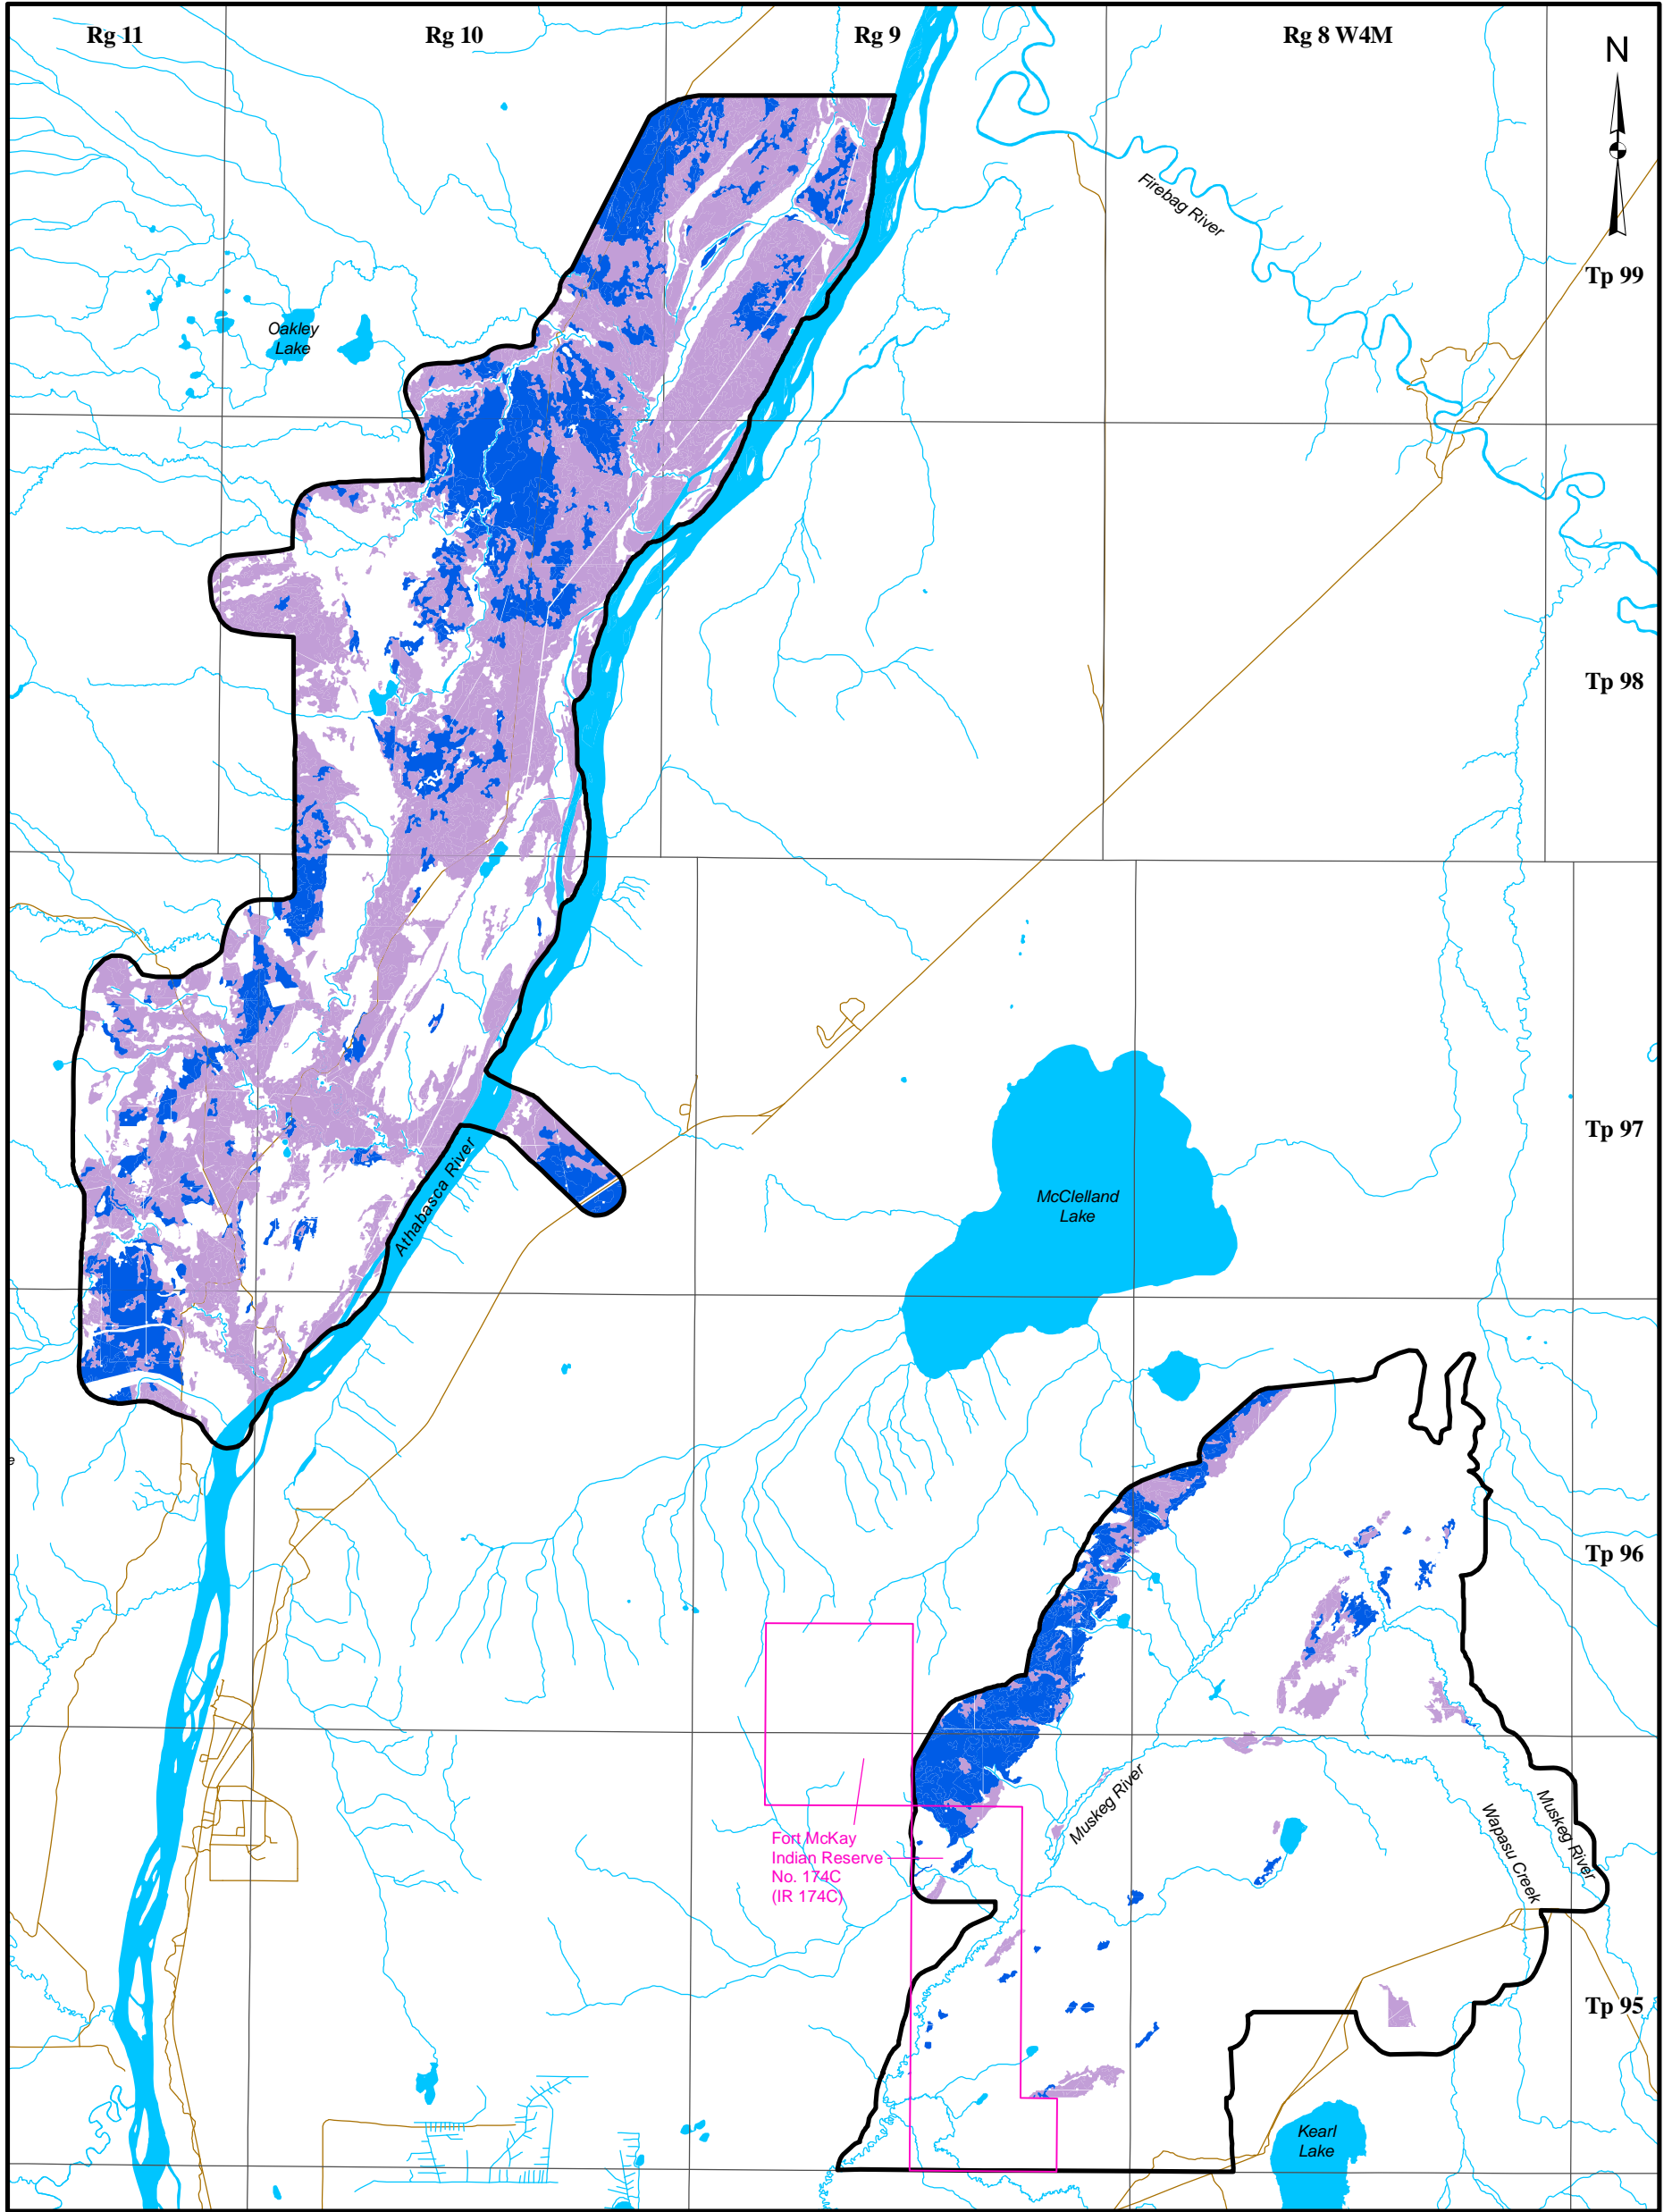 Rg 11
Rg 10
Rg 9
Rg 8 W4M
N
Firebag River
Tp 99
Oakley
Lake
Tp 98
Tp 97
Athabasca River
McClelland
Lake
e
Tp 96
Muskeg River
Wapasu Creek
Muskeg River
Fort McKay
Indian Reserve
No. 174C
(IR 174C)
Tp 95
Kearl
Lake